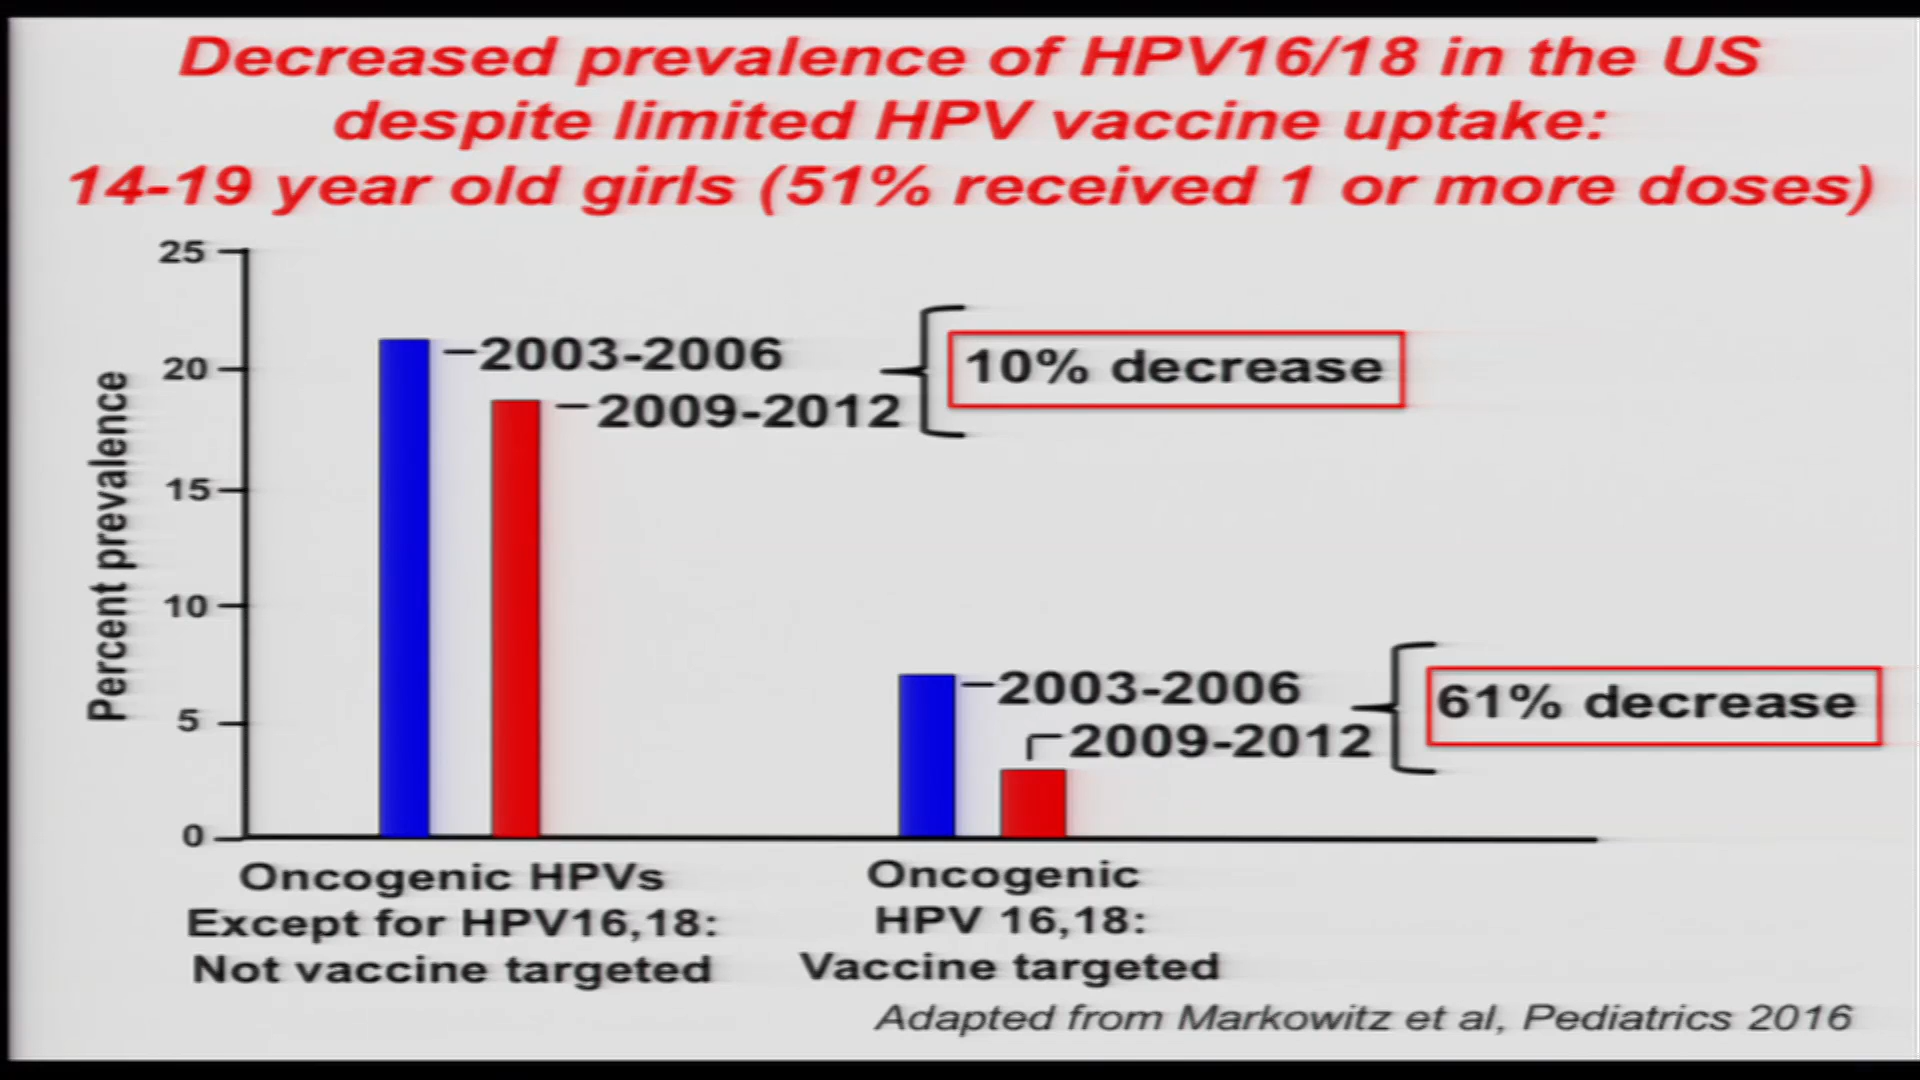 Decreased prevalence of HPV16/18 in the US
despite limited HPV vaccine uptake:
14-19 year old girls (51% received 1 or more doses)
25
20
15
10
5
0
Percent prevalence
2003-2006
2009-2012
10% decrease
2003-2006
2009-2012
61% decrease
Oncogenic HPVs
Except for HPV16,18:
Not vaccine targeted
Oncogenic
HPV 16,18:
Vaccine targeted
Adapted from Markowitz et al, Pediatrics 2016